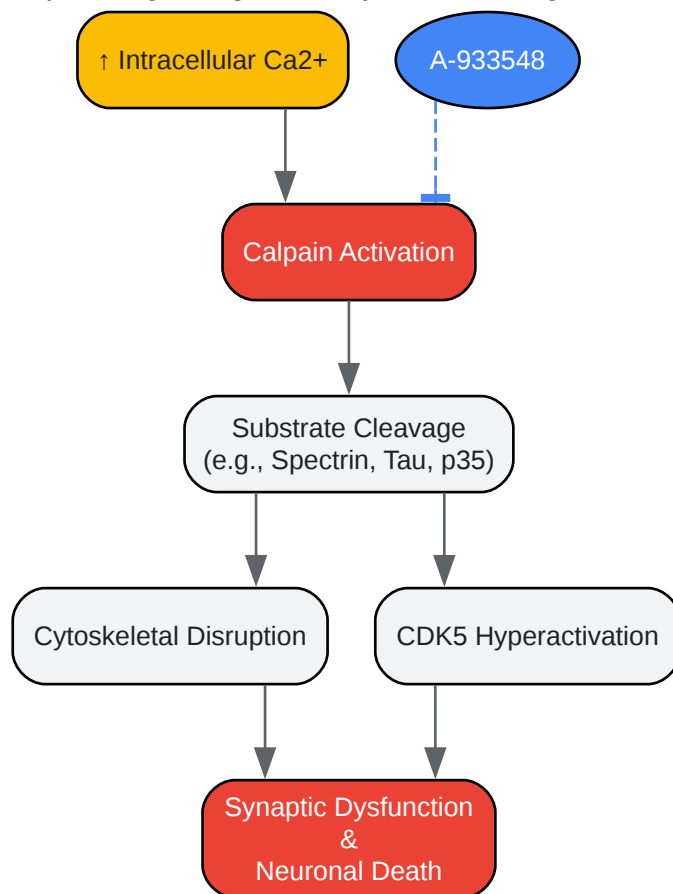 ↑ Intracellular Ca2+
A-933548
Calpain Activation
Substrate Cleavage
(e.g., Spectrin, Tau, p35)
Cytoskeletal Disruption
CDK5 Hyperactivation
Synaptic Dysfunction
&
Neuronal Death